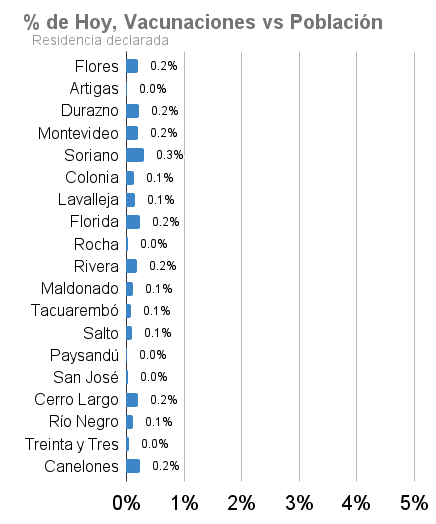 % de Hoy, Vacunaciones vs Población
Residencia declarada
Flores 0.2%
Artigas 0.0%
Durazno 0.2%
Montevideo 0.2%
Soriano 0.3%
Colonia 0.1%
Lavalleja 0.1%
Florida 0.2%
Rocha 0.0%
Rivera 0.2%
Maldonado 0.1%
Tacuarembó 0.1%
Salto 0.1%
Paysandú 0.0%
San José 0.0%
Cerro Largo 0.2%
Río Negro 0.1%
Treinta y Tres 0.0%
Canelones 0.2%
0% 1% 2% 3% 4% 5%